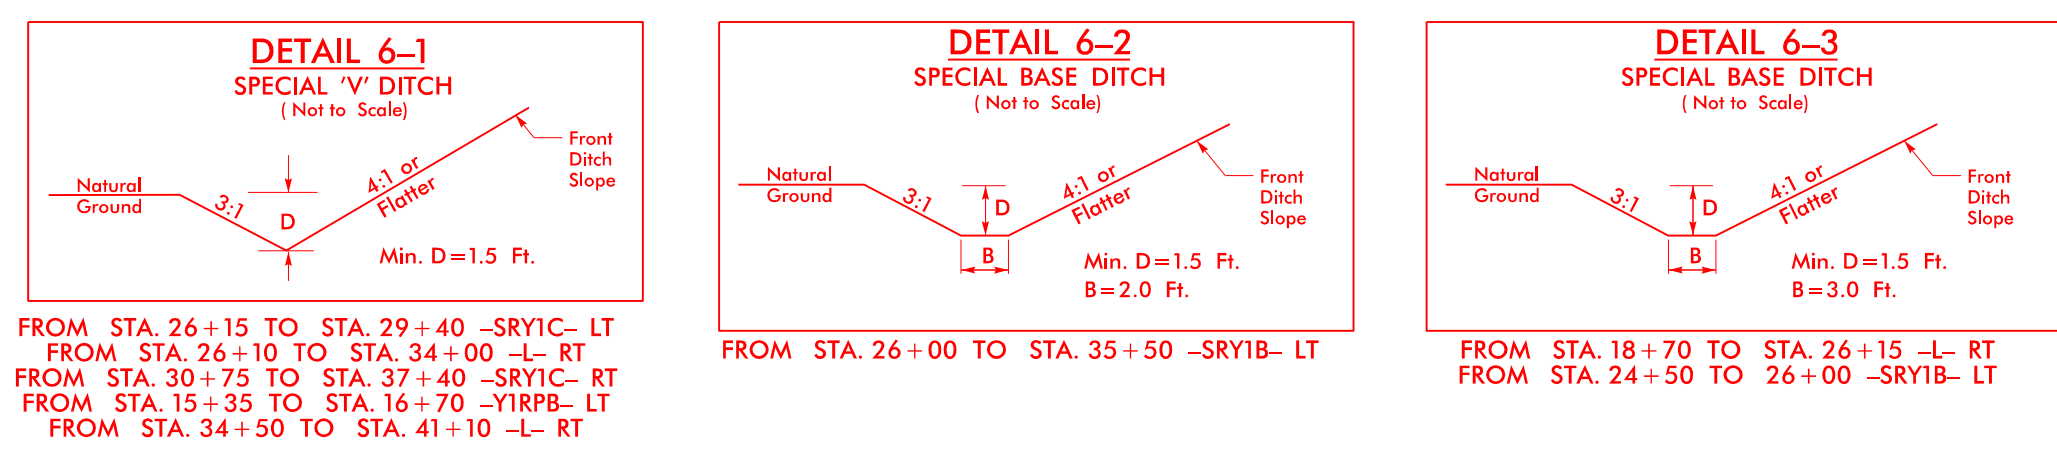 DETAIL 6–1
SPECIAL 'V' DITCH
( Not to Scale)
Front
Ditch
Slope
Natural
Ground
3:1
D
4:1 or
Flatter
Min. D=1.5 Ft.
FROM STA. 26+15 TO STA. 29+40 –SRY1C– LT
FROM STA. 26+10 TO STA. 34+00 –L– RT
FROM STA. 30+75 TO STA. 37+40 –SRY1C– RT
FROM STA. 15+35 TO STA. 16+70 –Y1RPB– LT
FROM STA. 34+50 TO STA. 41+10 –L– RT
DETAIL 6–2
SPECIAL BASE DITCH
( Not to Scale)
Natural
Ground
3:1
D
4:1 or
Flatter
Front
Ditch
Slope
B
Min. D=1.5 Ft.
B=2.0 Ft.
FROM STA. 26+00 TO STA. 35+50 –SRY1B– LT
DETAIL 6–3
SPECIAL BASE DITCH
( Not to Scale)
Natural
Ground
3:1
D
4:1 or
Flatter
Front
Ditch
Slope
B
Min. D=1.5 Ft.
B=3.0 Ft.
FROM STA. 18+70 TO STA. 26+15 –L– RT
FROM STA. 24+50 TO 26+00 –SRY1B– LT